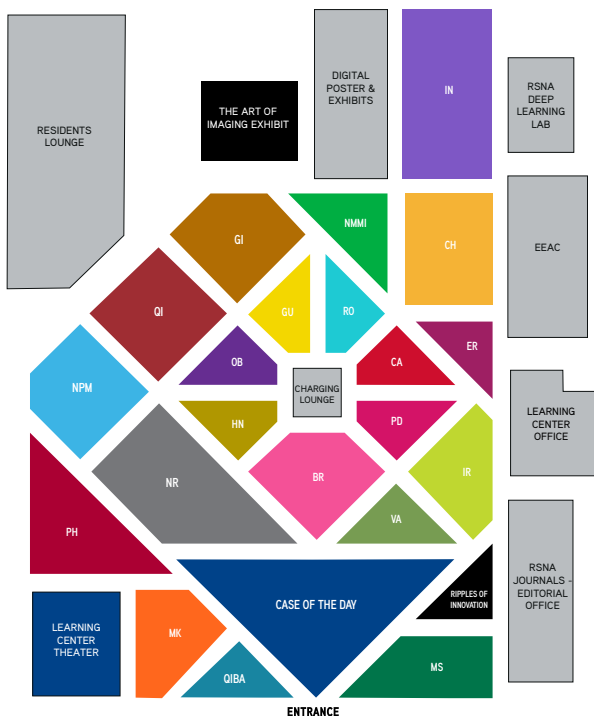 RESIDENTS
LOUNGE
THE ART OF
IMAGING EXHIBIT
DIGITAL
POSTER &
EXHIBITS
IN
RSNA
DEEP
LEARNING
LAB
GI
NMMI
CH
EEAC
QI
GU
RO
OB
CA
ER
NPM
CHARGING
LOUNGE
HN
PD
LEARNING
CENTER
OFFICE
NR
BR
IR
PH
VA
CASE OF THE DAY
RIPPLES OF
INNOVATION
RSNA
JOURNALS -
EDITORIAL
OFFICE
LEARNING
CENTER
THEATER
MK
QIBA
MS
ENTRANCE